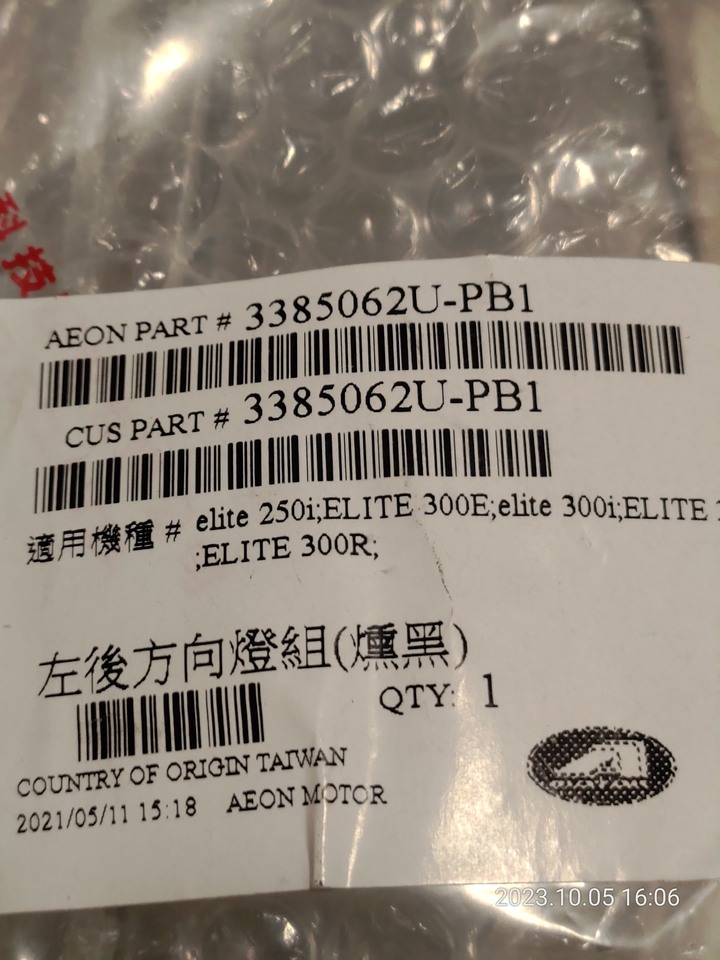 科技
AEON PART # 3385062U-PB1
CUS PART # 3385062U-PB1
適用機種 # elite 250i;ELITE 300E;elite 300i;ELITE
;ELITE 300R;
左後方向燈組(燻黑)
QTY: 1
COUNTRY OF ORIGIN TAIWAN
2021/05/11 15:18 AEON MOTOR
2023.10.05 16:06